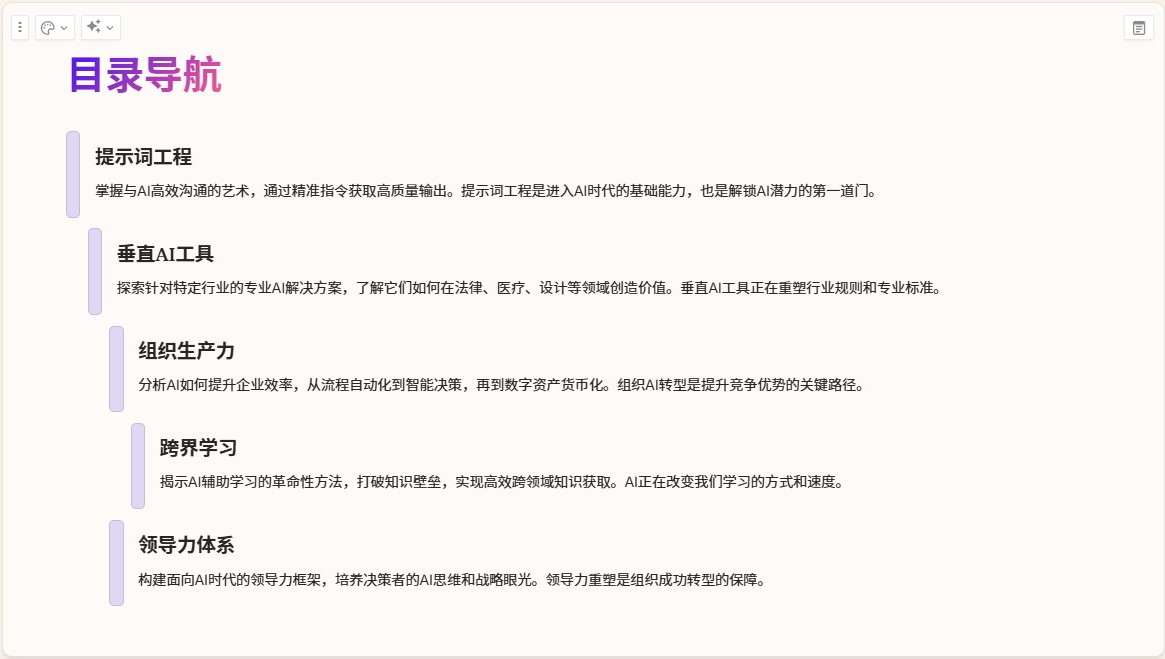 目录导航
提示词工程
掌握与AI高效沟通的艺术，通过精准指令获取高质量输出。提示词工程是进入AI时代的基础能力，也是解锁AI潜力的第一道门。
垂直AI工具
探索针对特定行业的专业AI解决方案，了解它们如何在法律、医疗、设计等领域创造价值。垂直AI工具正在重塑行业规则和专业标准。
组织生产力
分析AI如何提升企业效率，从流程自动化到智能决策，再到数字资产货币化。组织AI转型是提升竞争优势的关键路径。
跨界学习
揭示AI辅助学习的革命性方法，打破知识壁垒，实现高效跨领域知识获取。AI正在改变我们学习的方式和速度。
领导力体系
构建面向AI时代的领导力框架，培养决策者的AI思维和战略眼光。领导力重塑是组织成功转型的保障。